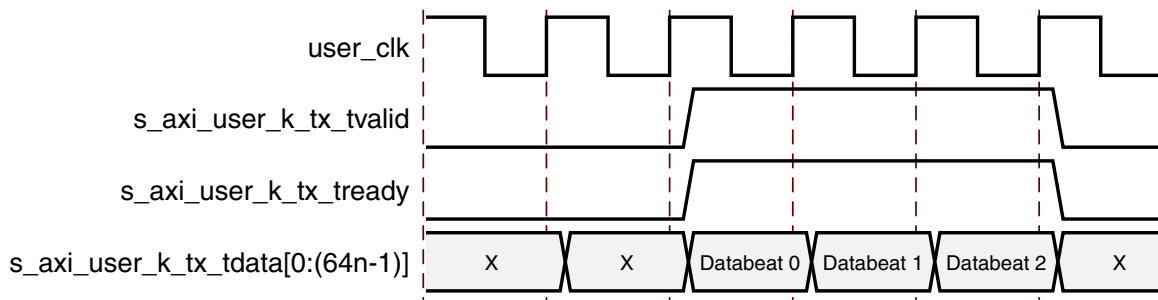 user_clk
s_axi_user_k_tx_tvalid
s_axi_user_k_tx_tready
s_axi_user_k_tx_tdata[0:(64n-1)] X X Databeat 0 Databeat 1 Databeat 2 X